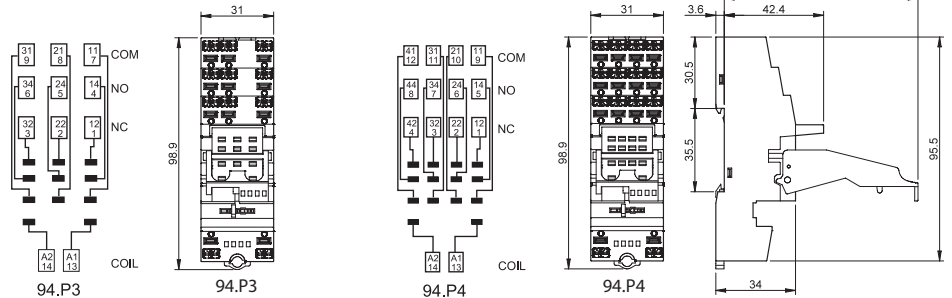 31 9
21 8
11 7
COM
34 6
24 5
14 4
NO
32 3
22 2
12 1
NC
A2 14
A1 13
COIL
94.P3
31
98.9
94.P3
41 12
31 11
21 10
11 9
COM
44 8
34 7
24 6
14 5
NO
42 4
32 3
22 2
12 1
NC
A2 14
A1 13
COIL
94.P4
31
98.9
94.P4
3.6
42.4
30.5
35.5
95.5
34